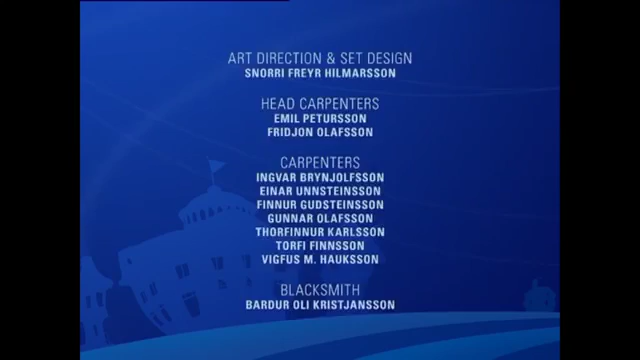 ART DIRECTION & SET DESIGN
SNORRI FREYR HILMARSSON
HEAD CARPENTERS
EMIL PETURSSON
FRIDJON OLAFSSON
CARPENTERS
INGVAR BRYNJOLFSSON
EINAR UNNSTEINSSON
FINNUR GUDSTEINSSON
GUNNAR OLAFSSON
THORFINNUR KARLSSON
TORFI FINNSSON
VIGFUS M. HAUKSSON
BLACKSMITH
BARDUR OLI KRISTJANSSON